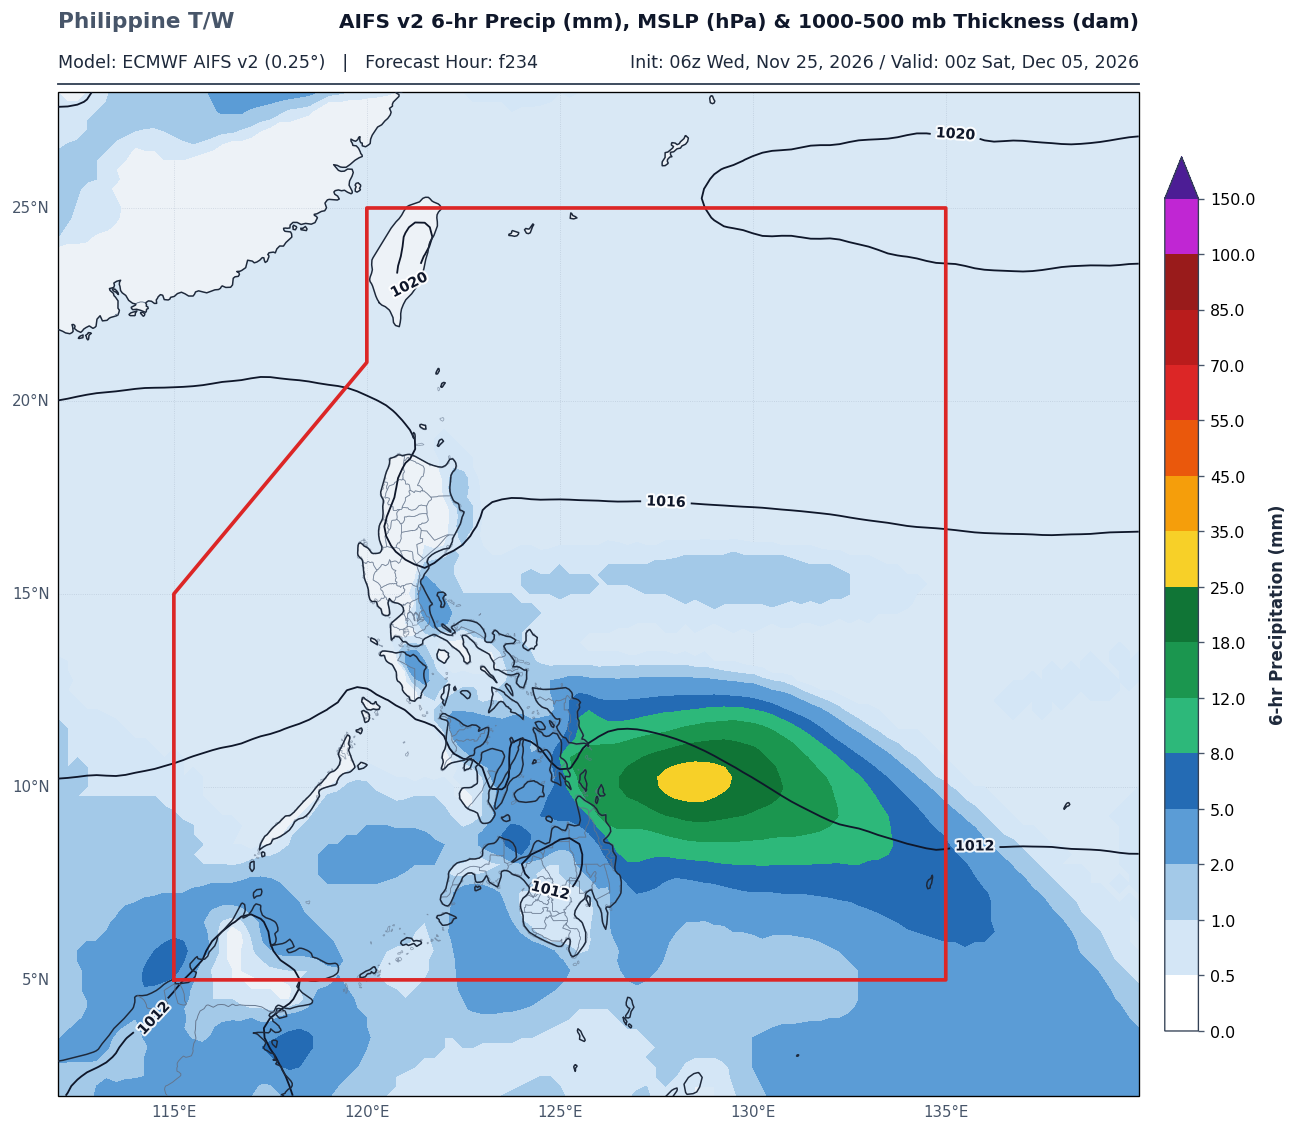 Philippine T/W
AIFS v2 6-hr Precip (mm), MSLP (hPa) & 1000-500 mb Thickness (dam)
Model: ECMWF AIFS v2 (0.25°) | Forecast Hour: f234
Init: 06z Wed, Nov 25, 2026 / Valid: 00z Sat, Dec 05, 2026
1020
25°N
1020
20°N
1016
15°N
10°N
1012
1012
5°N
1012
115°E
120°E
125°E
130°E
135°E
150.0
100.0
85.0
70.0
55.0
45.0
35.0
25.0
18.0
12.0
8.0
5.0
2.0
1.0
0.5
0.0
6-hr Precipitation (mm)